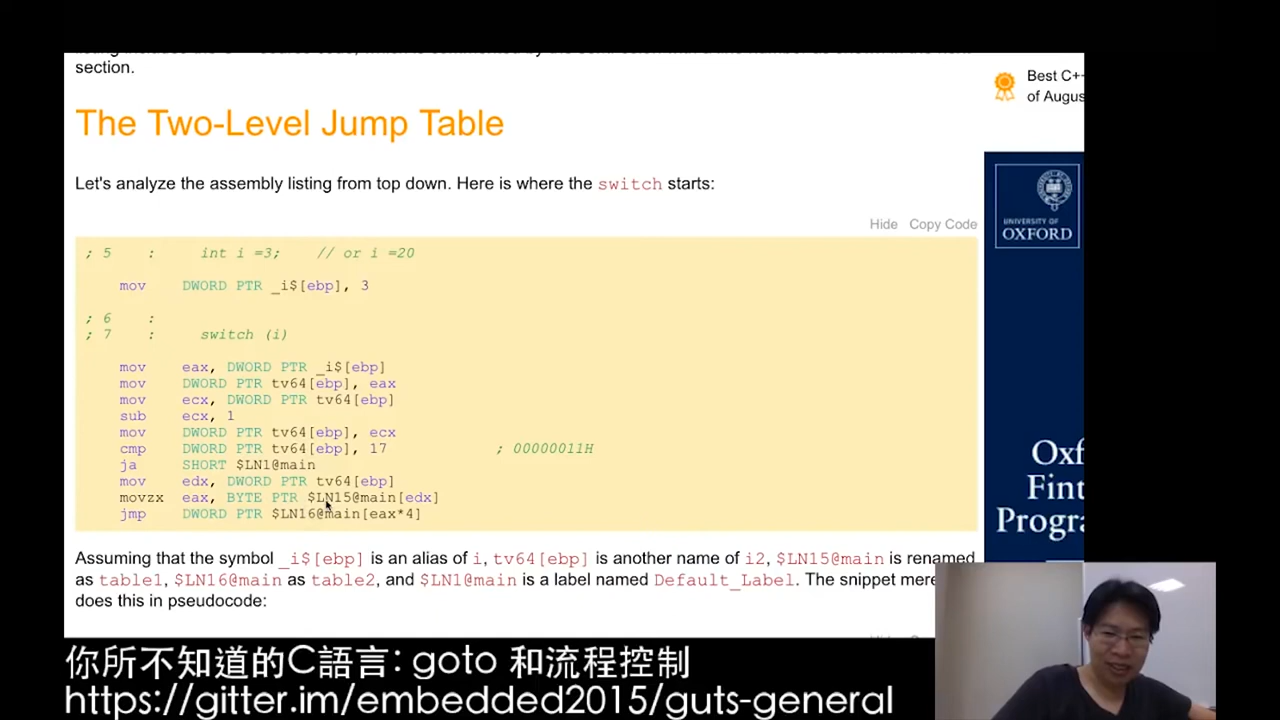 section.
Best C++
of Augus
The Two-Level Jump Table
Let's analyze the assembly listing from top down. Here is where the switch starts:
Hide Copy Code
; 5 : int i =3; // or i =20
mov DWORD PTR _i$[ebp], 3
; 6 :
; 7 : switch (i)
mov eax, DWORD PTR _i$[ebp]
mov DWORD PTR tv64[ebp], eax
mov ecx, DWORD PTR tv64[ebp]
sub ecx, 1
mov DWORD PTR tv64[ebp], ecx
cmp DWORD PTR tv64[ebp], 17 ; 00000011H
ja SHORT $LN1@main
mov edx, DWORD PTR tv64[ebp]
movzx eax, BYTE PTR $LN15@main[edx]
jmp DWORD PTR $LN16@main[eax*4]
Assuming that the symbol _i$[ebp] is an alias of i, tv64[ebp] is another name of i2, $LN15@main is renamed
as table1, $LN16@main as table2, and $LN1@main is a label named Default_Label. The snippet mere
does this in pseudocode:
UNIVERSITY OF
OXFORD
Oxf
Fint
Progra
你所不知道的C語言: goto 和流程控制
https://gitter.im/embedded2015/guts-general